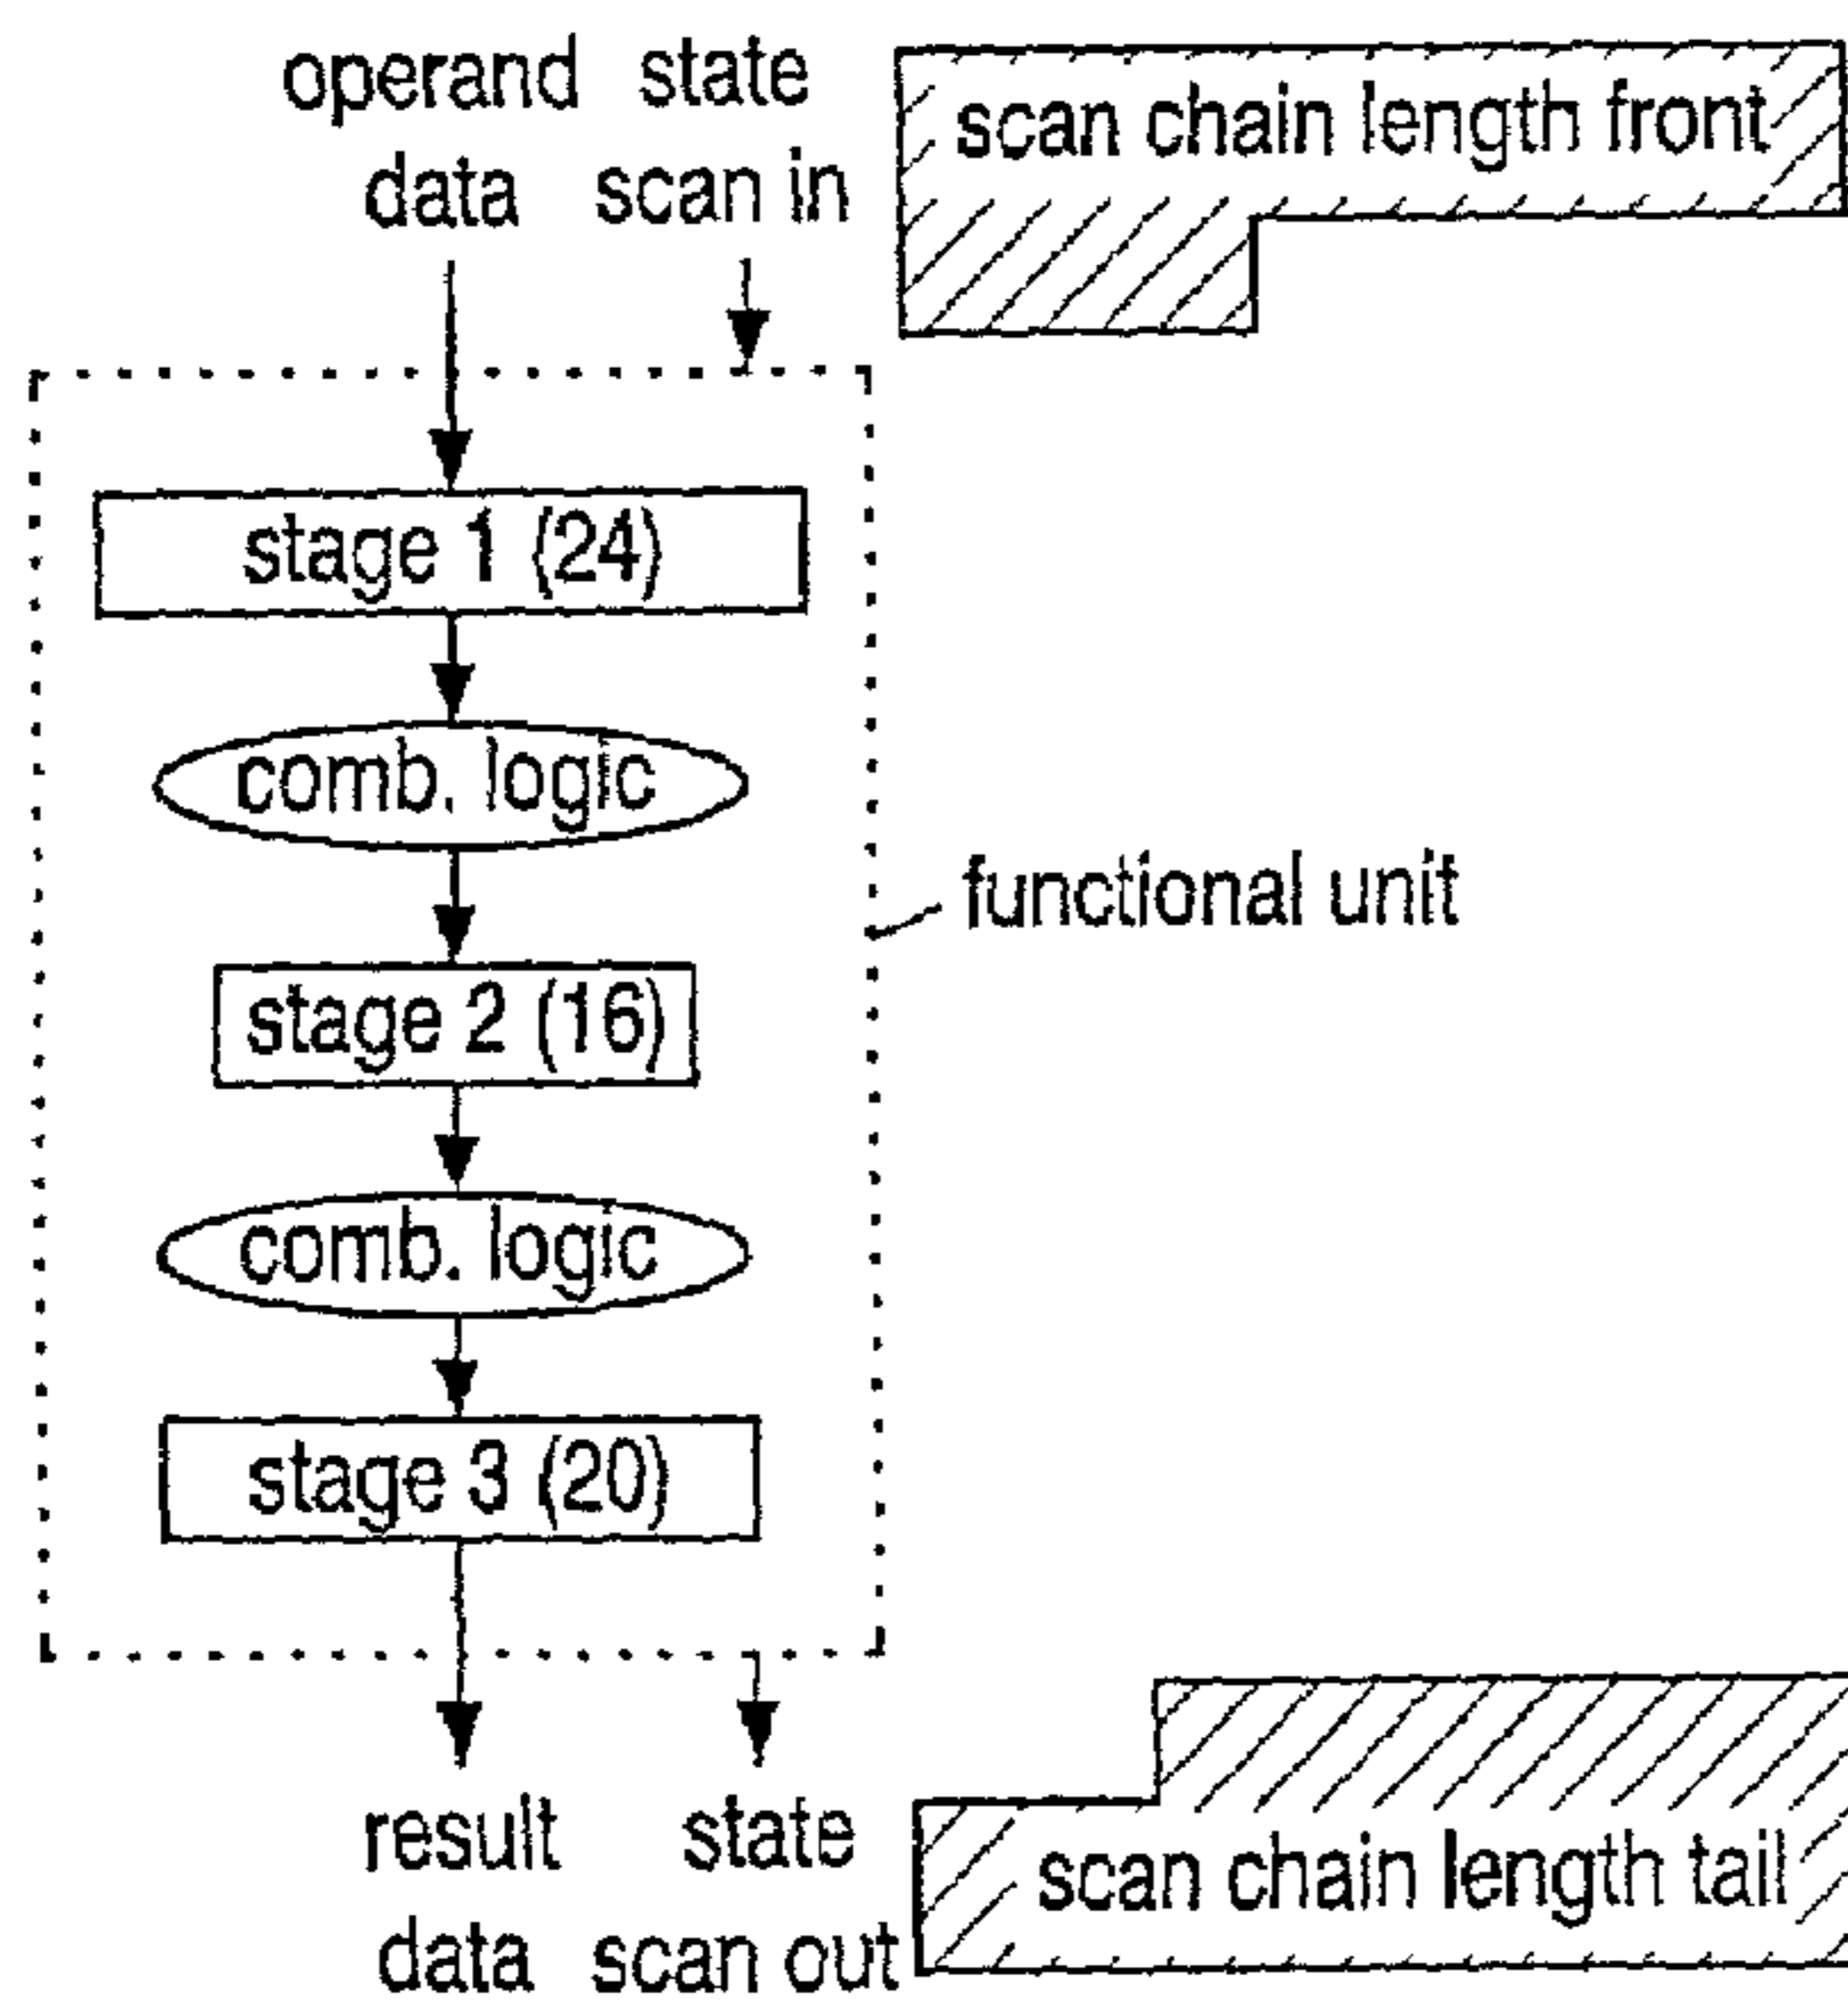 operand data
state scan in
scan chain length front
stage 1 (24)
comb. logic
functional unit
stage 2 (16)
comb. logic
stage 3 (20)
result data
state scan out
scan chain length tail